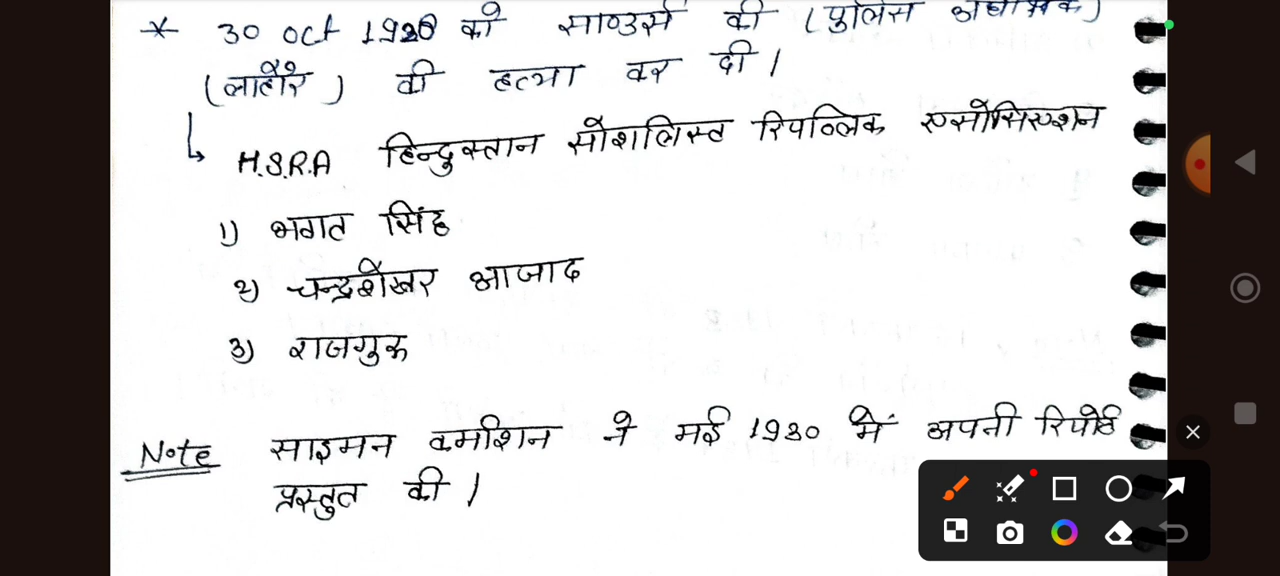 * 30 oct 1928 को साण्डर्स की (पुलिस अधीक्षक)
(लाहौर) की हत्या कर दी।
H.S.R.A हिन्दुस्तान सोशलिस्ट रिपब्लिक एसोसिएशन
1) भगत सिंह
2) चन्द्रशेखर आजाद
3) राजगुरू
Note साइमन कमीशन ने मई 1930 में अपनी रिपोर्ट
प्रस्तुत की।